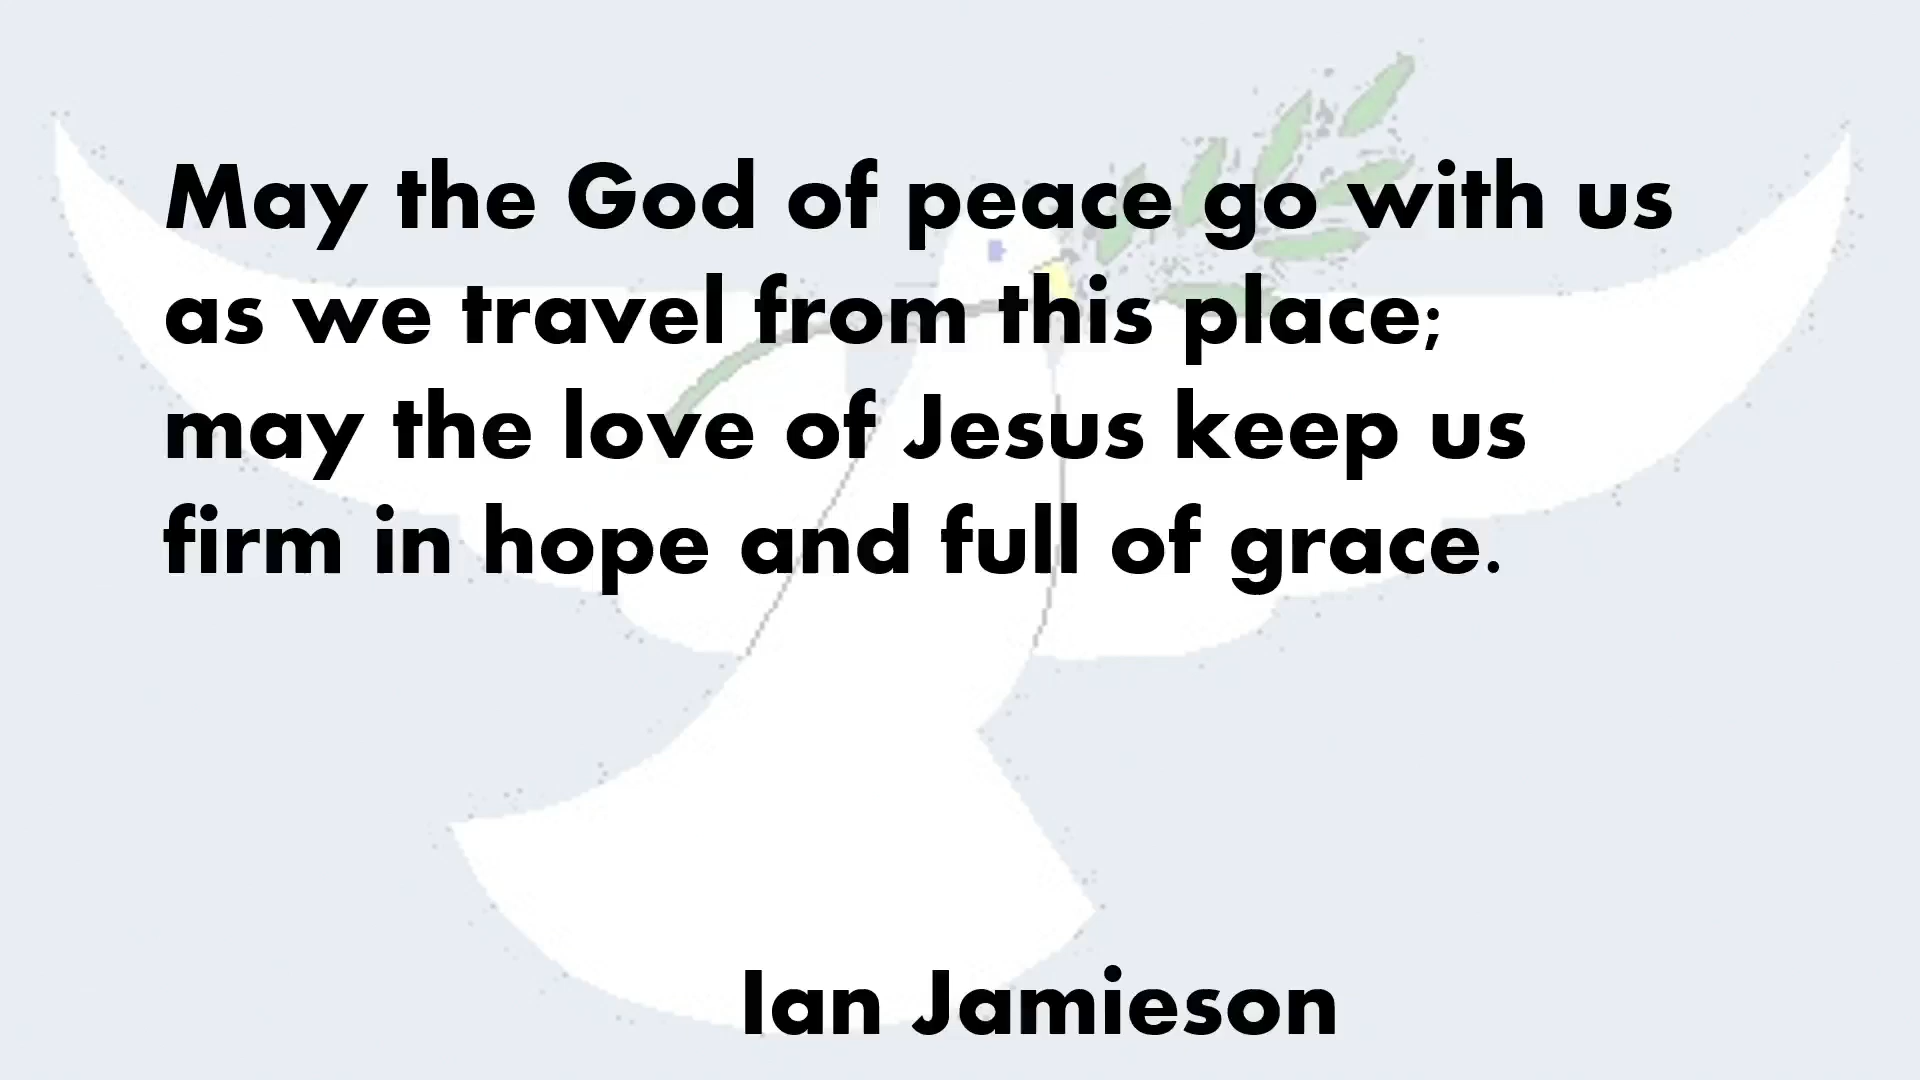 May the God of peace go with us
as we travel from this place;
may the love of Jesus keep us
firm in hope and full of grace.
Ian Jamieson